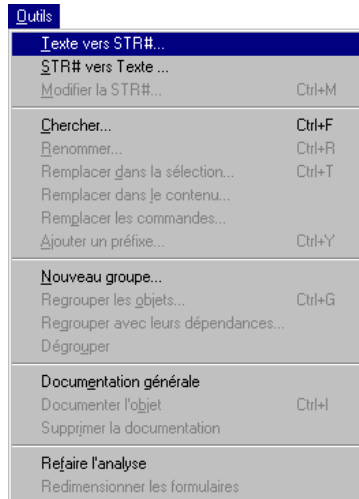 Outils
Texte vers STR#...
STR# vers Texte ...
Modifier la STR#... Ctrl+M
Chercher... Ctrl+F
Renommer... Ctrl+R
Remplacer dans la sélection... Ctrl+T
Remplacer dans le contenu...
Remplacer les commandes...
Ajouter un préfixe... Ctrl+Y
Nouveau groupe...
Regrouper les objets... Ctrl+G
Regrouper avec leurs dépendances...
Dégrouper
Documentation générale
Documenter l'objet Ctrl+I
Supprimer la documentation
Refaire l'analyse
Redimensionner les formulaires